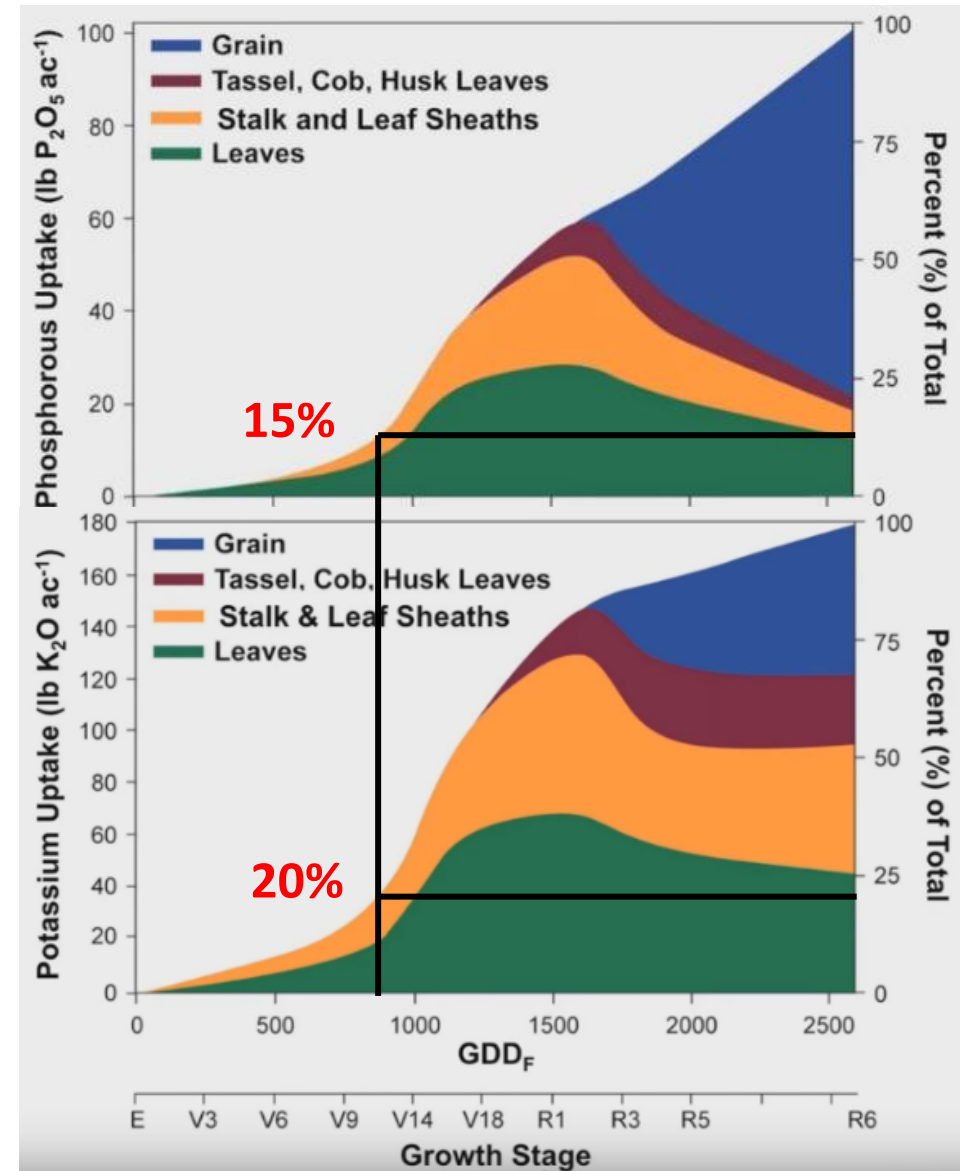 Phosphorous Uptake (lb P₂O₅ ac⁻¹)
100
80
60
40
20
0
Grain
Tassel, Cob, Husk Leaves
Stalk and Leaf Sheaths
Leaves
15%
100
75
50
25
0
Percent (%) of Total
Potassium Uptake (lb K₂O ac⁻¹)
180
160
140
120
100
80
60
40
20
0
Grain
Tassel, Cob, Husk Leaves
Stalk & Leaf Sheaths
Leaves
20%
100
75
50
25
0
Percent (%) of Total
0 500 1000 1500 2000 2500
GDD_F
E V3 V6 V9 V14 V18 R1 R3 R5 R6
Growth Stage